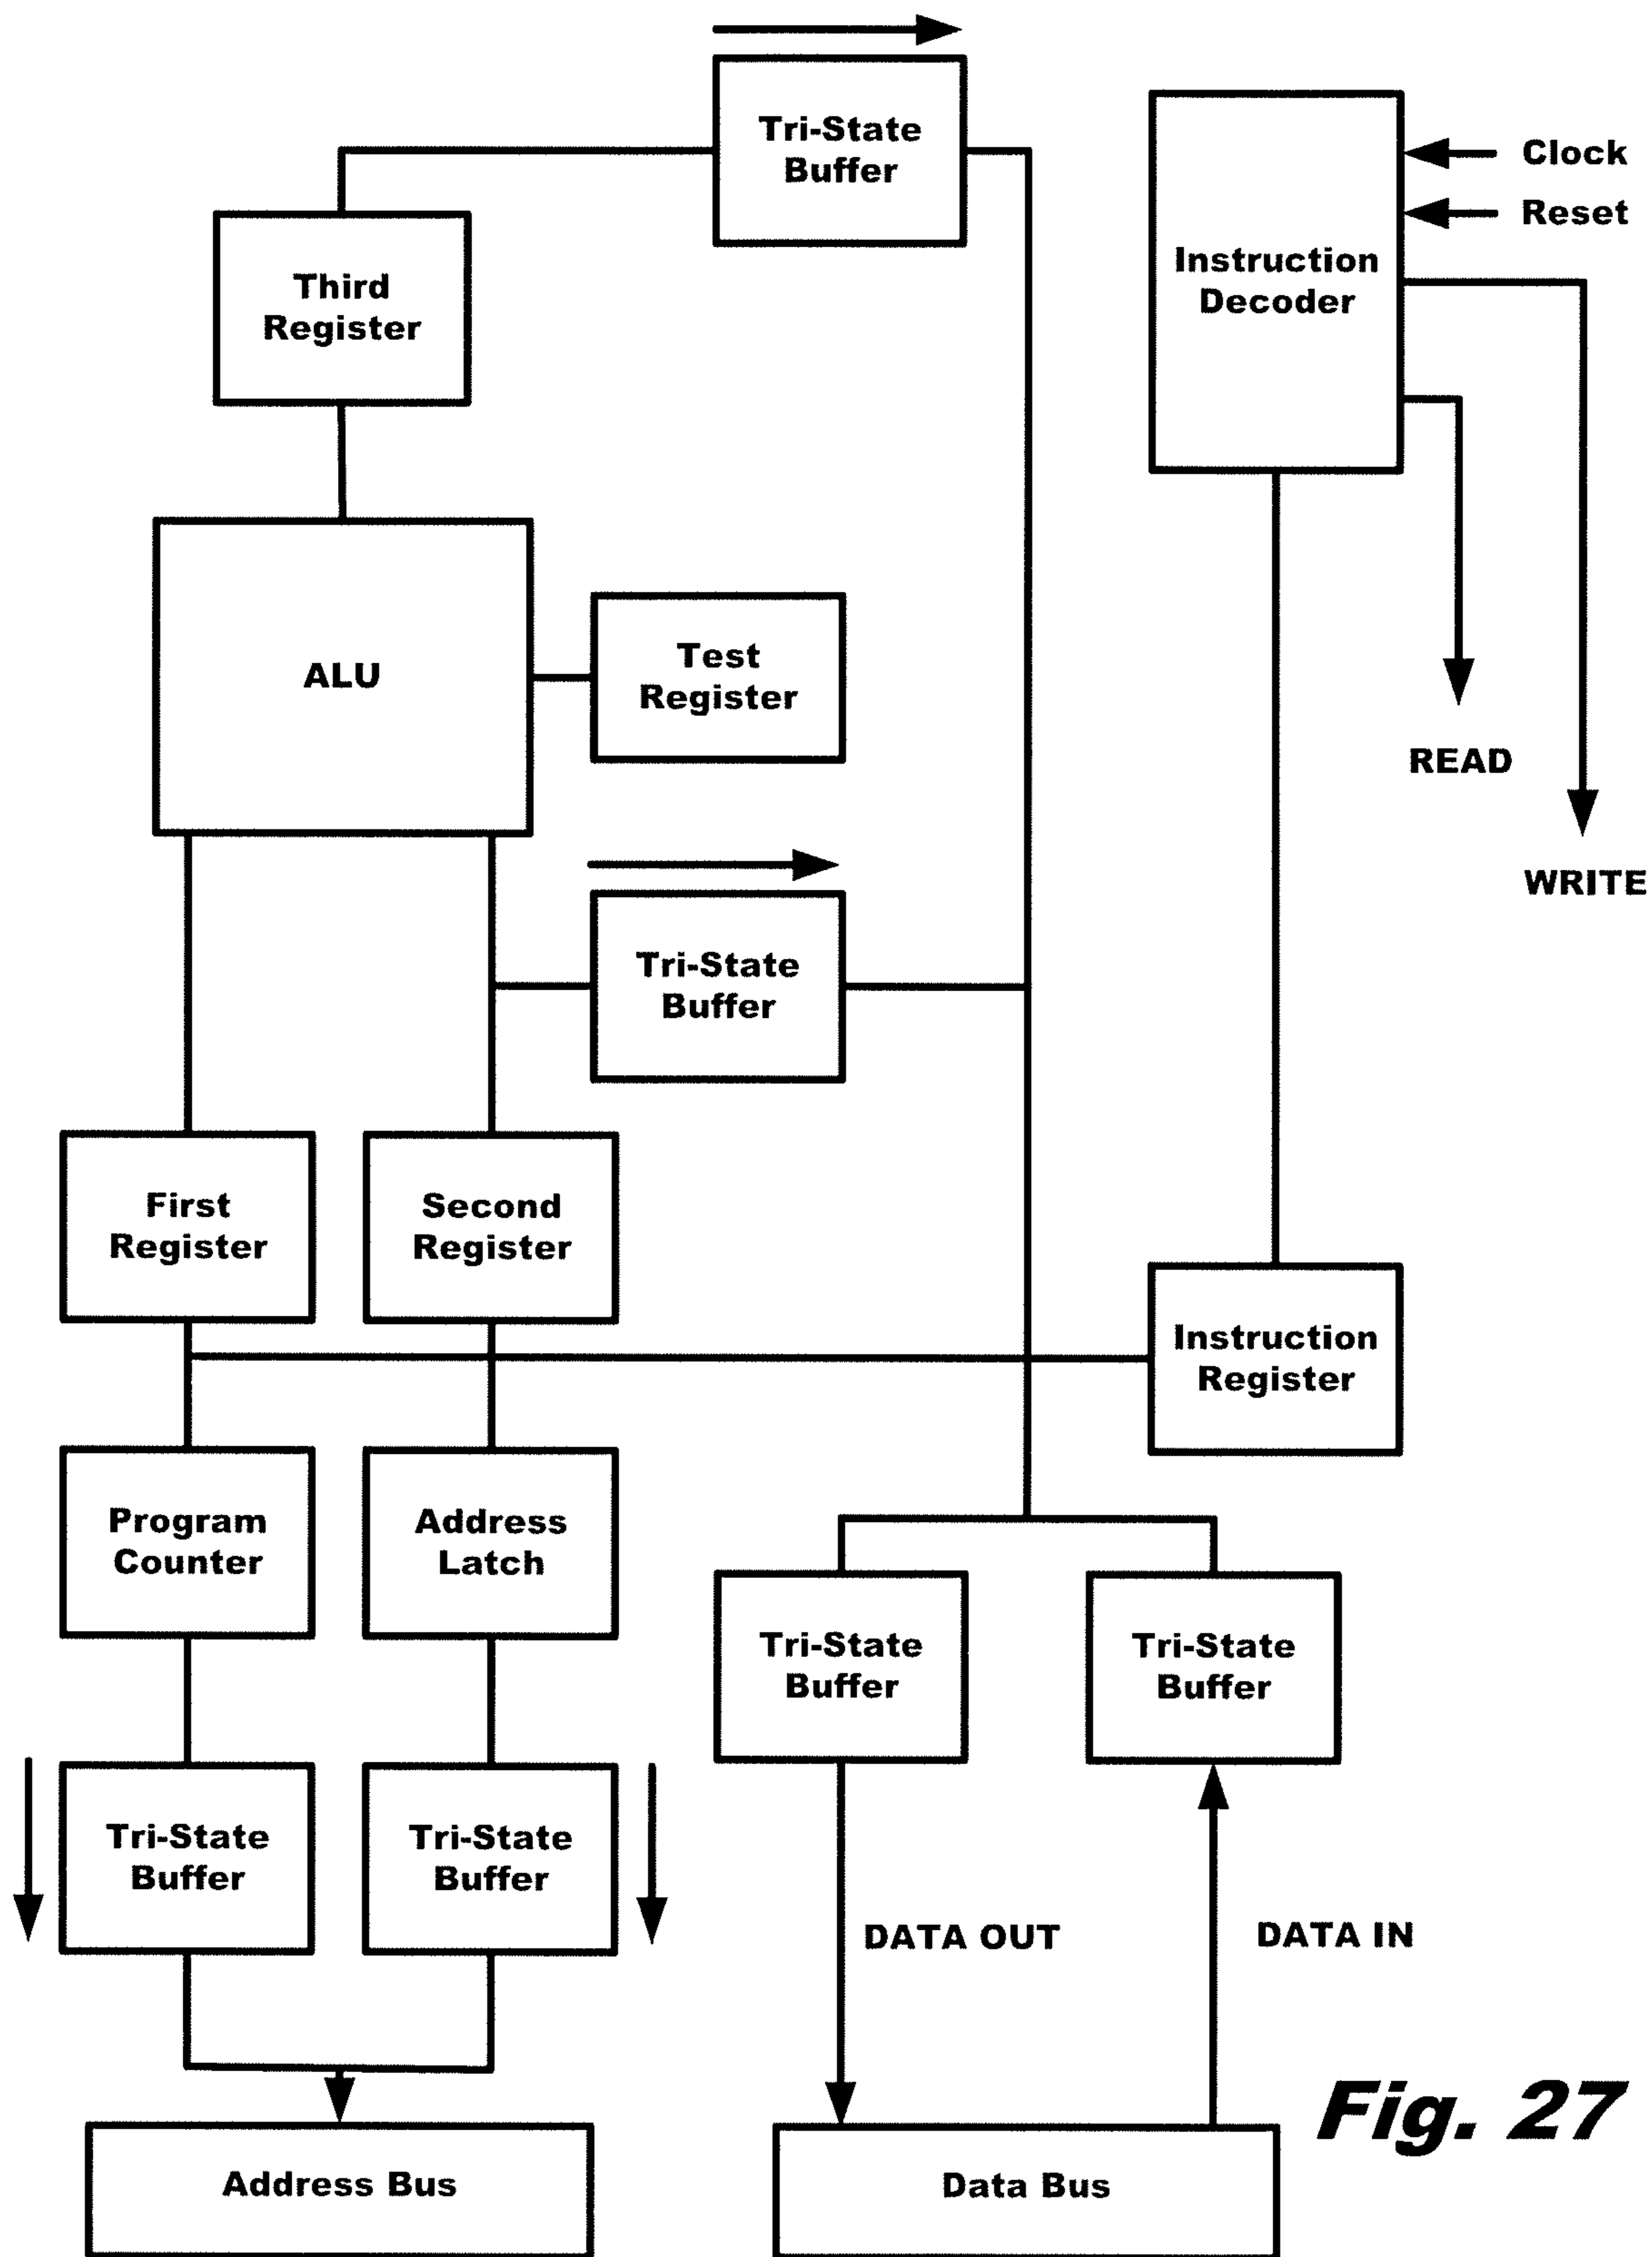 Tri-State
Buffer
Clock
Reset
Instruction
Decoder
Third
Register
Test
Register
ALU
READ
WRITE
Tri-State
Buffer
First
Register
Second
Register
Instruction
Register
Program
Counter
Address
Latch
Tri-State
Buffer
Tri-State
Buffer
Tri-State
Buffer
Tri-State
Buffer
DATA OUT
DATA IN
Fig. 27
Address Bus
Data Bus